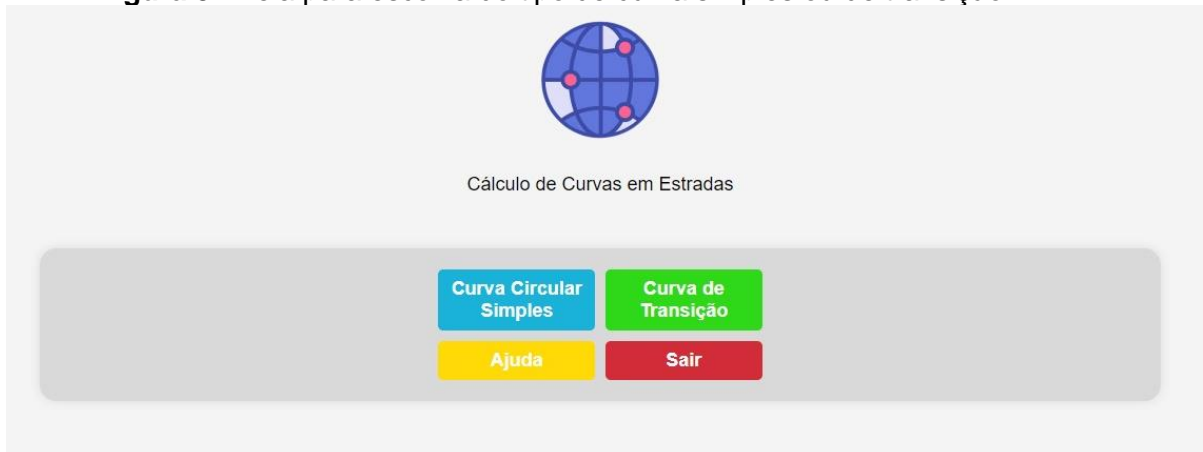 Cálculo de Curvas em Estradas
Curva Circular
Simples
Curva de
Transição
Ajuda
Sair